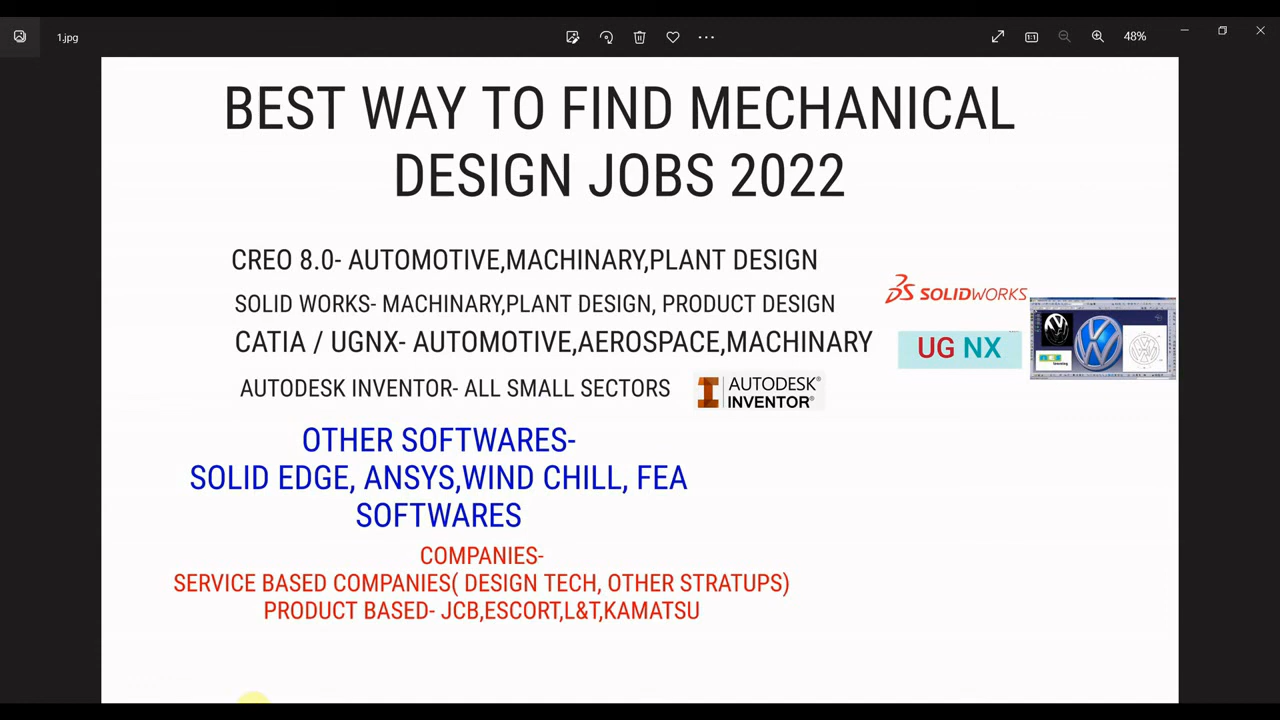 1.jpg
48%
BEST WAY TO FIND MECHANICAL
DESIGN JOBS 2022
CREO 8.0- AUTOMOTIVE,MACHINARY,PLANT DESIGN
SOLID WORKS- MACHINARY,PLANT DESIGN, PRODUCT DESIGN
SOLIDWORKS
CATIA / UGNX- AUTOMOTIVE,AEROSPACE,MACHINARY
UG NX
AUTODESK INVENTOR- ALL SMALL SECTORS
AUTODESK®
INVENTOR®
OTHER SOFTWARES-
SOLID EDGE, ANSYS,WIND CHILL, FEA
SOFTWARES
COMPANIES-
SERVICE BASED COMPANIES( DESIGN TECH, OTHER STRATUPS)
PRODUCT BASED- JCB,ESCORT,L&T,KAMATSU